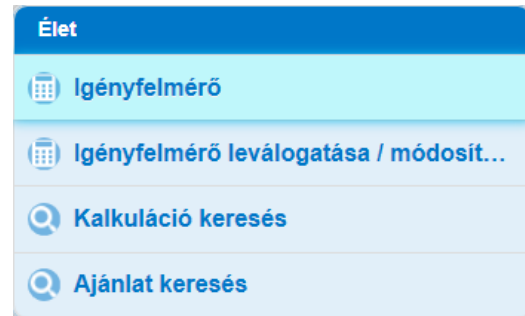 Élet
Igényfelmérő
Igényfelmérő leválogatása / módosít...
Kalkuláció keresés
Ajánlat keresés